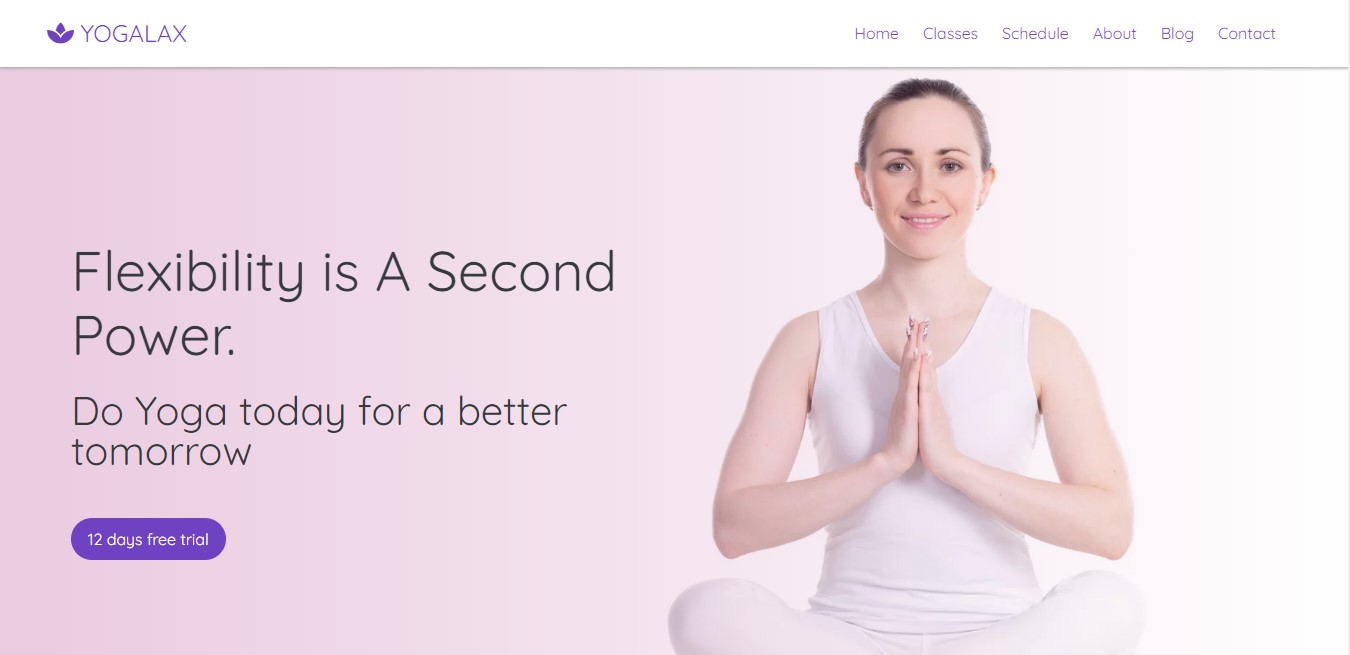 YOGALAX
Home Classes Schedule About Blog Contact
Flexibility is A Second
Power.
Do Yoga today for a better
tomorrow
12 days free trial